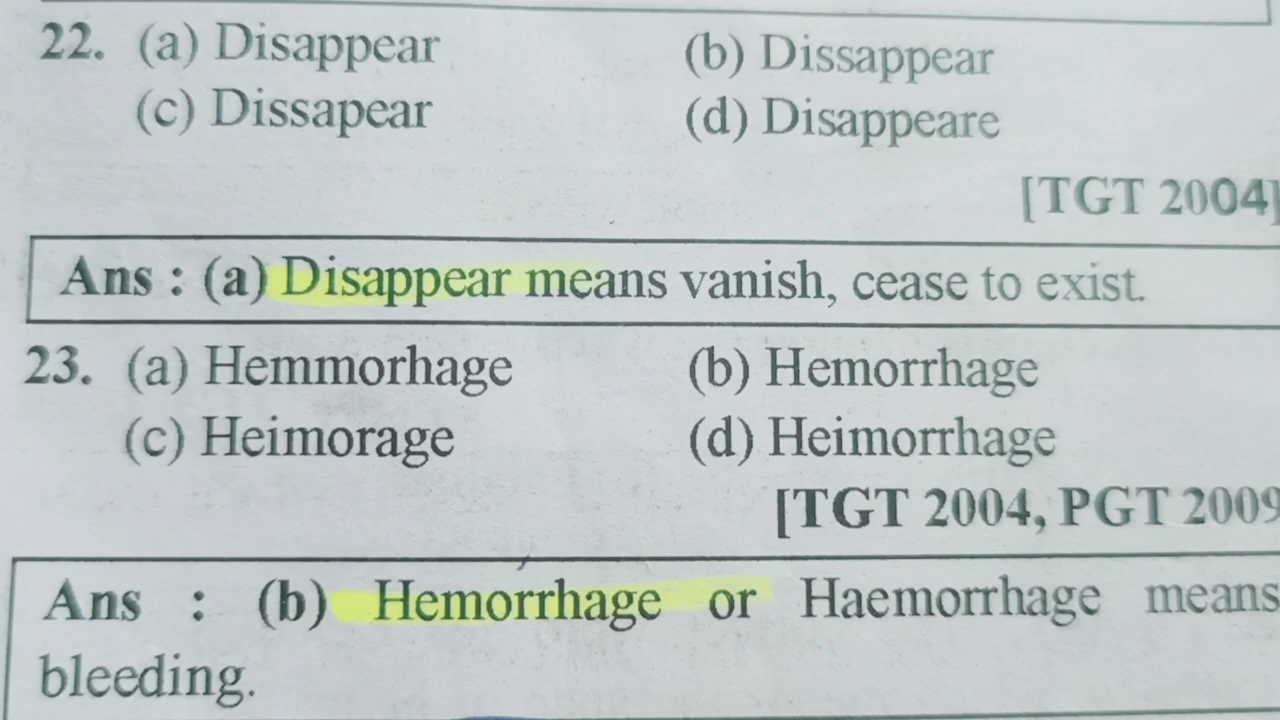 22. (a) Disappear (b) Dissappear
(c) Dissapear (d) Disappeare
[TGT 2004]
Ans : (a) Disappear means vanish, cease to exist.
23. (a) Hemmorhage (b) Hemorrhage
(c) Heimorage (d) Heimorrhage
[TGT 2004, PGT 2009
Ans : (b) Hemorrhage or Haemorrhage means
bleeding.